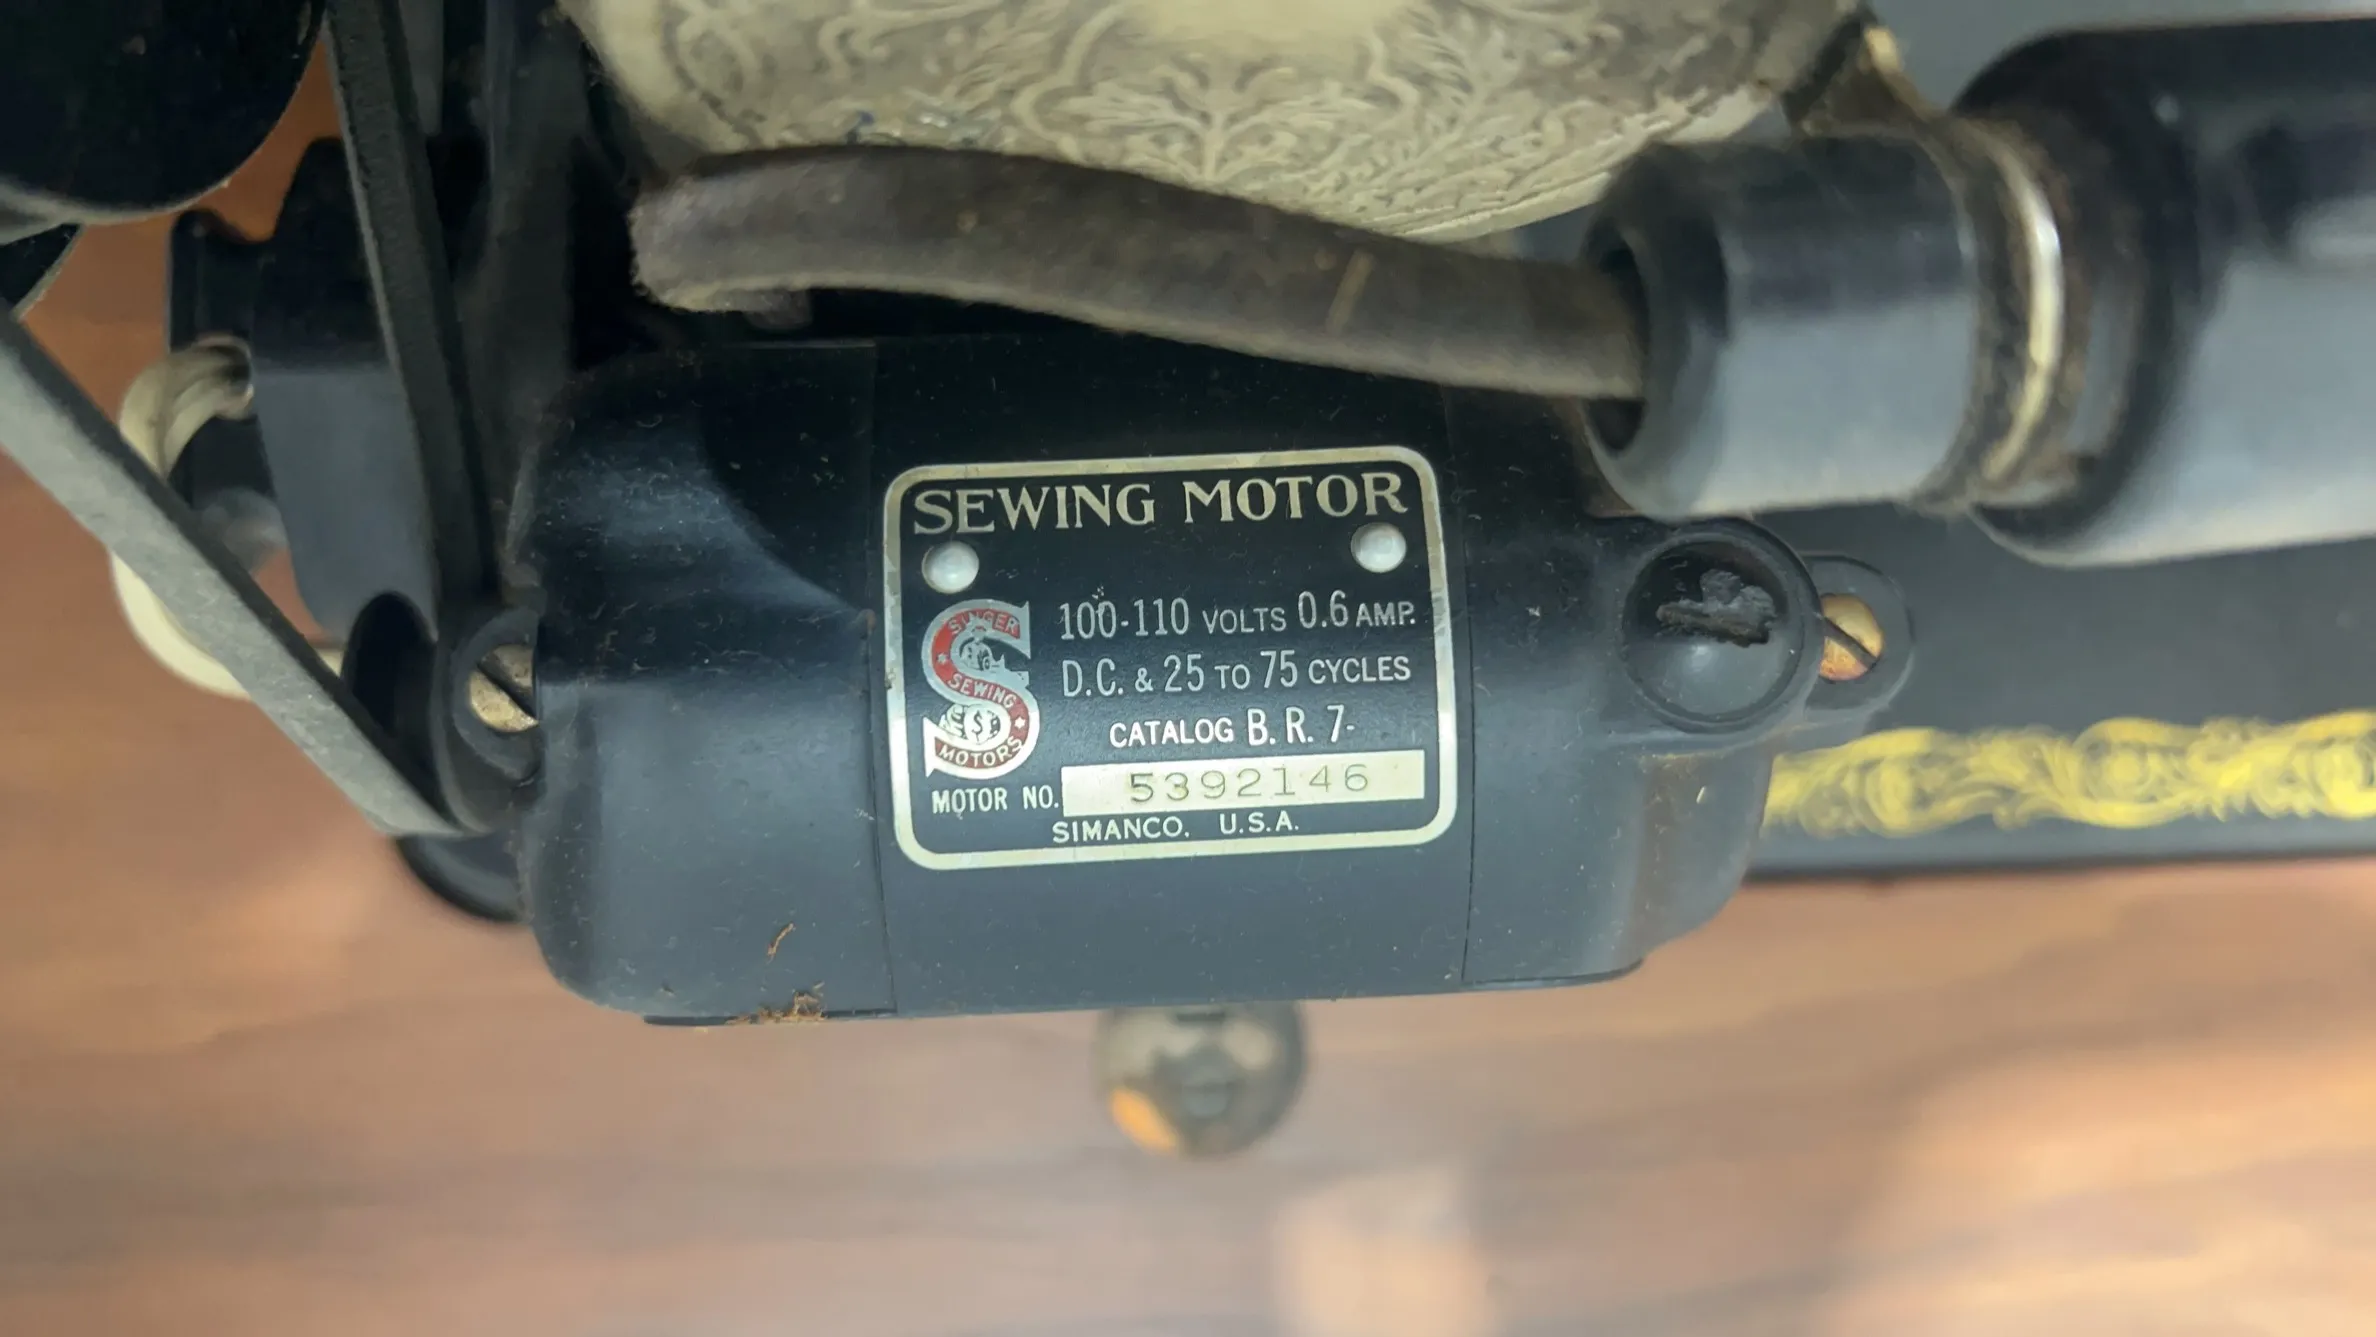 SEWING MOTOR
SINGER
SEWING
$
MOTORS
100-110 VOLTS 0.6 AMP.
D.C. & 25 TO 75 CYCLES
CATALOG B. R. 7-
MOTOR NO. 5392146
SIMANCO. U.S.A.